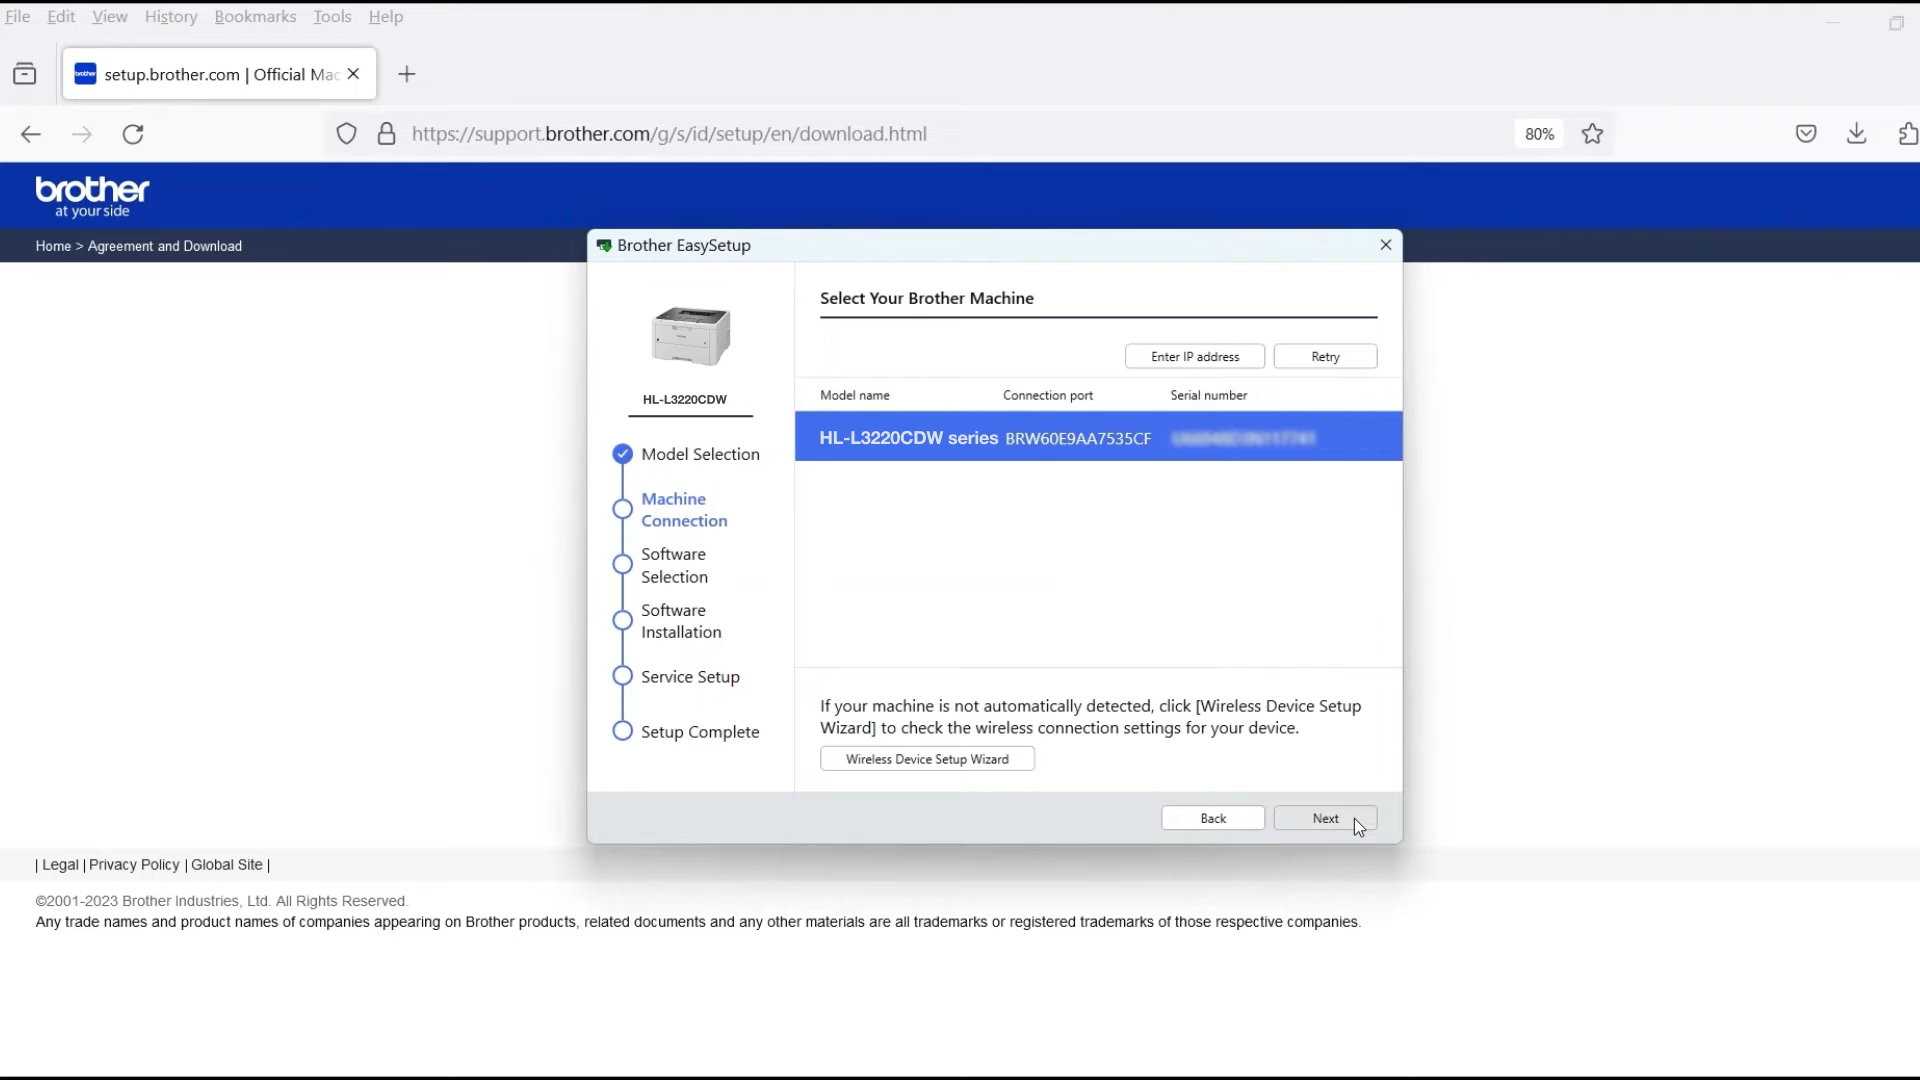 File Edit View History Bookmarks Tools Help
setup.brother.com | Official Mac
https://support.brother.com/g/s/id/setup/en/download.html
80%
brother
at your side
Home > Agreement and Download
Brother EasySetup
HL-L3220CDW
Model Selection
Machine
Connection
Software
Selection
Software
Installation
Service Setup
Setup Complete
Select Your Brother Machine
Enter IP address Retry
Model name Connection port Serial number
HL-L3220CDW series BRW60E9AA7535CF
If your machine is not automatically detected, click [Wireless Device Setup
Wizard] to check the wireless connection settings for your device.
Wireless Device Setup Wizard
Back Next
| Legal | Privacy Policy | Global Site |
©2001-2023 Brother Industries, Ltd. All Rights Reserved.
Any trade names and product names of companies appearing on Brother products, related documents and any other materials are all trademarks or registered trademarks of those respective companies.